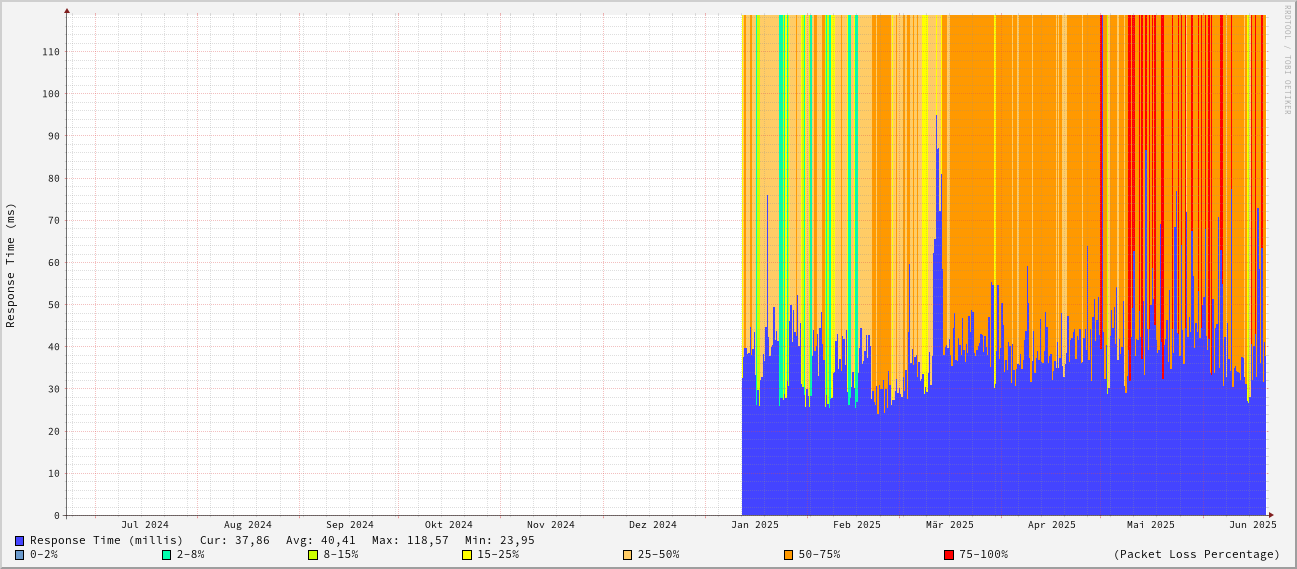 RRDTOOL / TOBI OETIKER
Response Time (ms)
110
100
90
80
70
60
50
40
30
20
10
0
Jul 2024 Aug 2024 Sep 2024 Okt 2024 Nov 2024 Dez 2024 Jan 2025 Feb 2025 Mär 2025 Apr 2025 Mai 2025 Jun 2025
Response Time (millis) Cur: 37,86 Avg: 40,41 Max: 118,57 Min: 23,95
0-2% 2-8% 8-15% 15-25% 25-50% 50-75% 75-100% (Packet Loss Percentage)